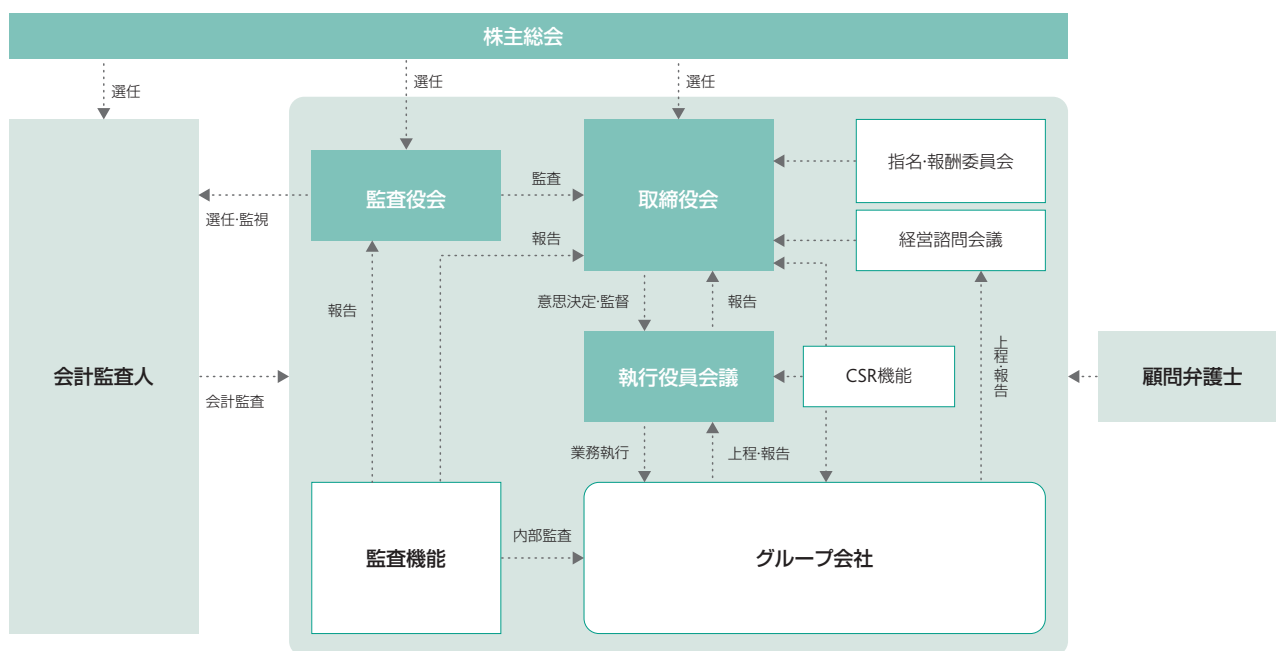 株主総会
選任
選任
選任
指名・報酬委員会
監査役会
監査
取締役会
選任・監視
報告
経営諮問会議
報告
意思決定・監督
報告
上程・報告
会計監査人
会計監査
執行役員会議
CSR機能
顧問弁護士
業務執行
上程・報告
監査機能
内部監査
グループ会社